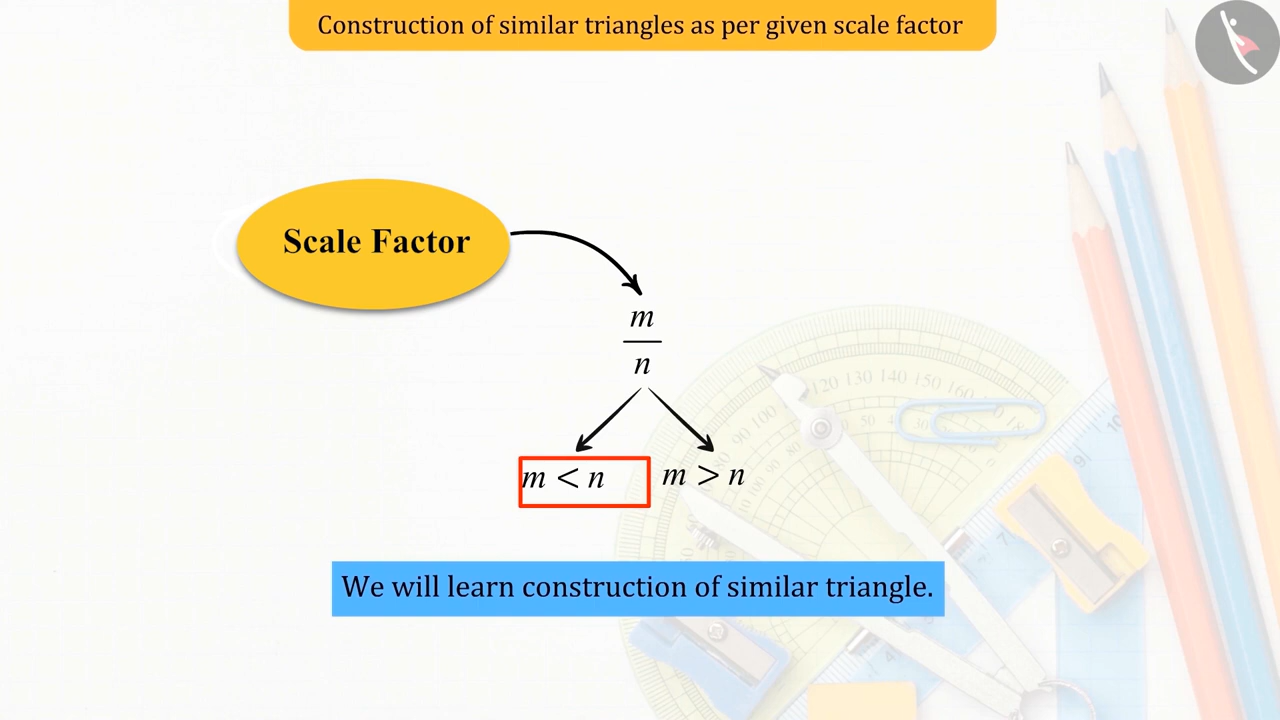 Construction of similar triangles as per given scale factor
Scale Factor
m
n
m < n
m > n
We will learn construction of similar triangle.